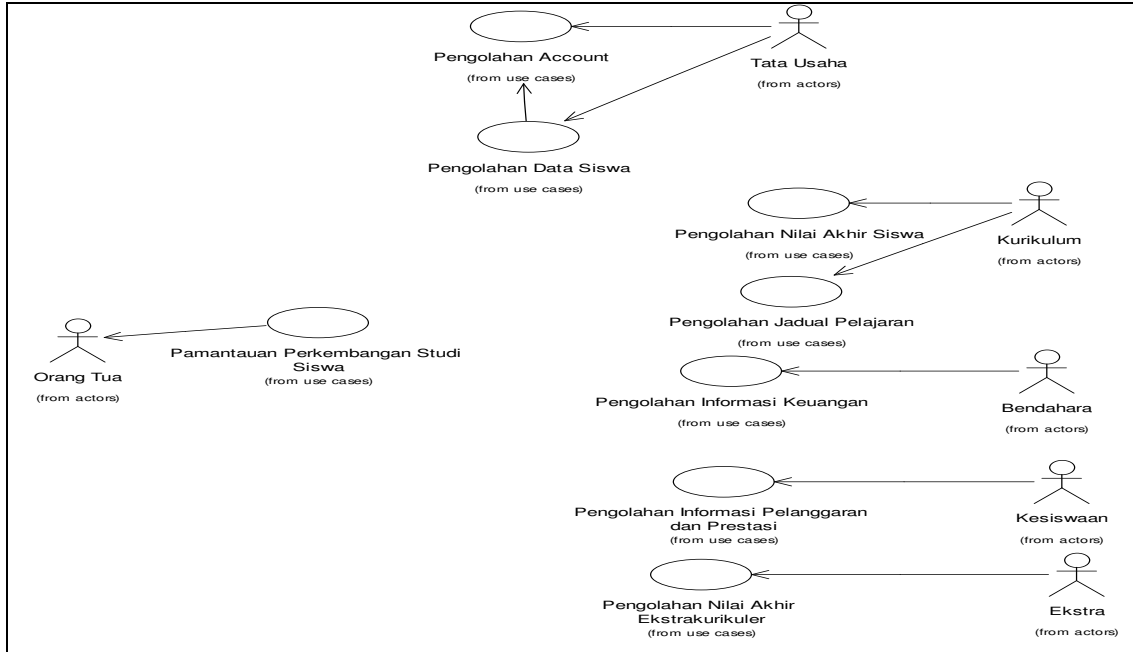 Pengolahan Account
(from use cases)
Tata Usaha
(from actors)
Pengolahan Data Siswa
(from use cases)
Pengolahan Nilai Akhir Siswa
(from use cases)
Kurikulum
(from actors)
Pengolahan Jadual Pelajaran
(from use cases)
Orang Tua
(from actors)
Pamantauan Perkembangan Studi
Siswa
(from use cases)
Pengolahan Informasi Keuangan
(from use cases)
Bendahara
(from actors)
Pengolahan Informasi Pelanggaran
dan Prestasi
(from use cases)
Kesiswaan
(from actors)
Pengolahan Nilai Akhir
Ekstrakurikuler
(from use cases)
Ekstra
(from actors)